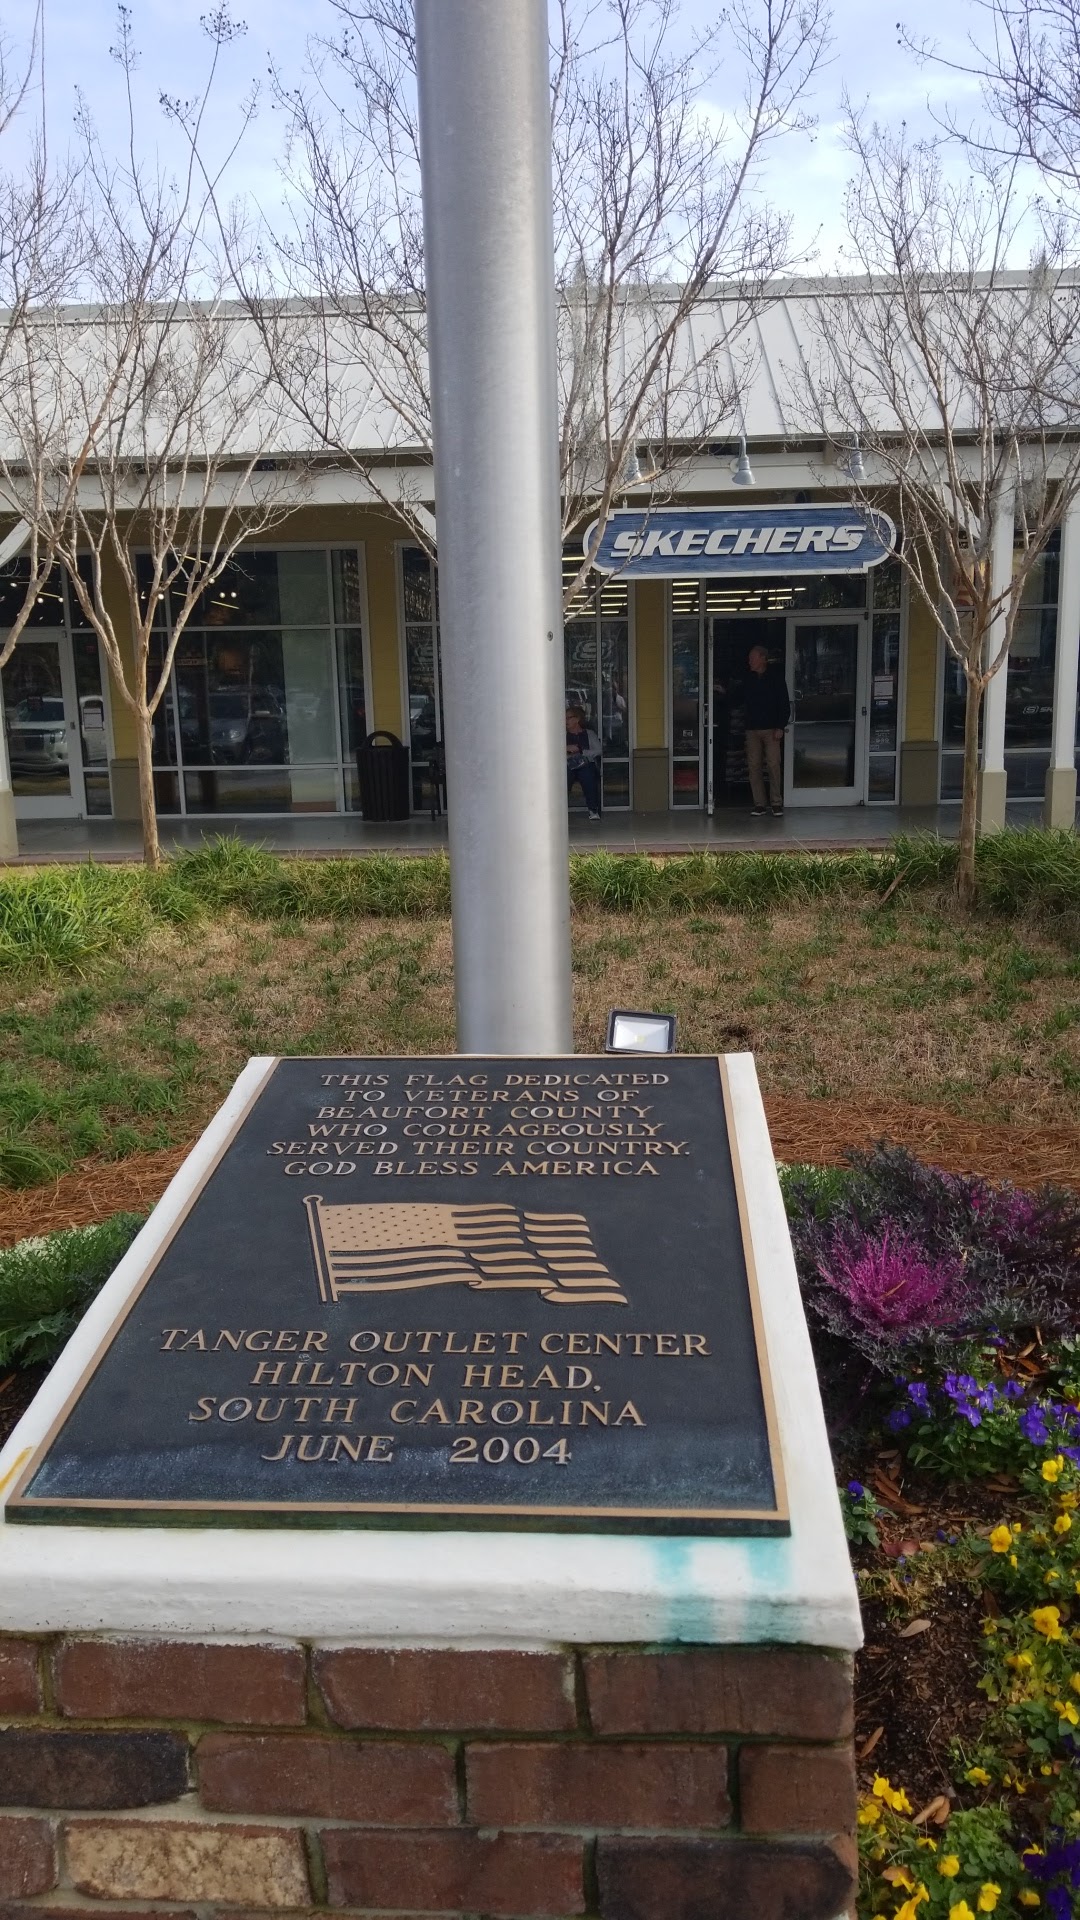 SKECHERS
SKECHERS
THIS FLAG DEDICATED
TO VETERANS OF
BEAUFORT COUNTY
WHO COURAGEOUSLY
SERVED THEIR COUNTRY.
GOD BLESS AMERICA
TANGER OUTLET CENTER
HILTON HEAD,
SOUTH CAROLINA
JUNE 2004